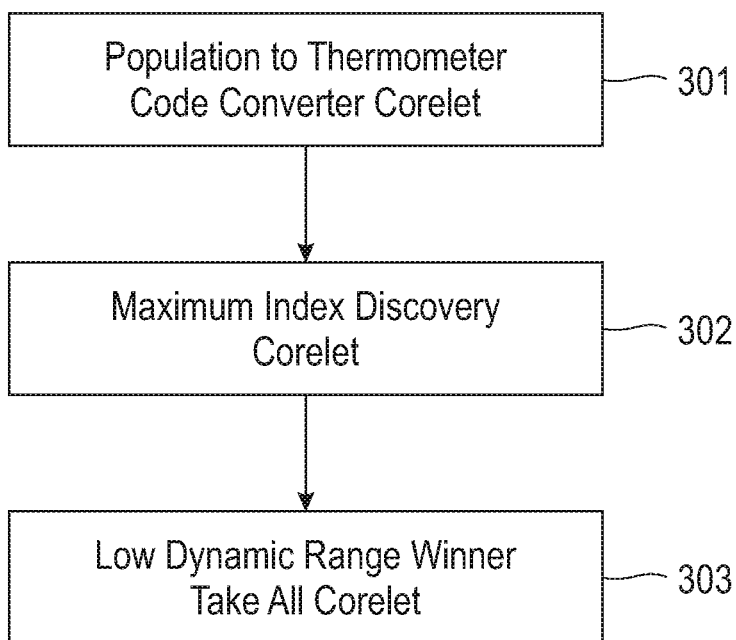 Population to Thermometer
Code Converter Corelet
301
Maximum Index Discovery
Corelet
302
Low Dynamic Range Winner
Take All Corelet
303